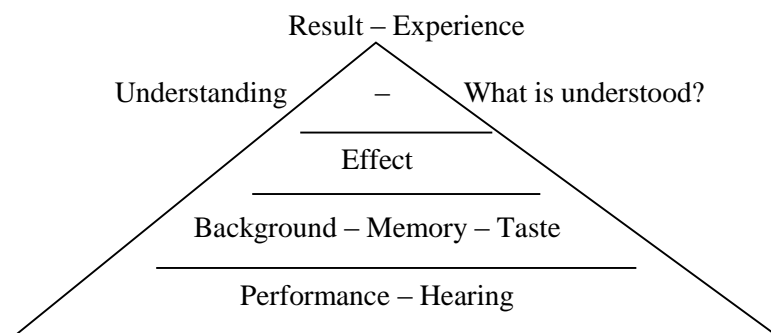 Result – Experience
Understanding – What is understood?
Effect
Background – Memory – Taste
Performance – Hearing